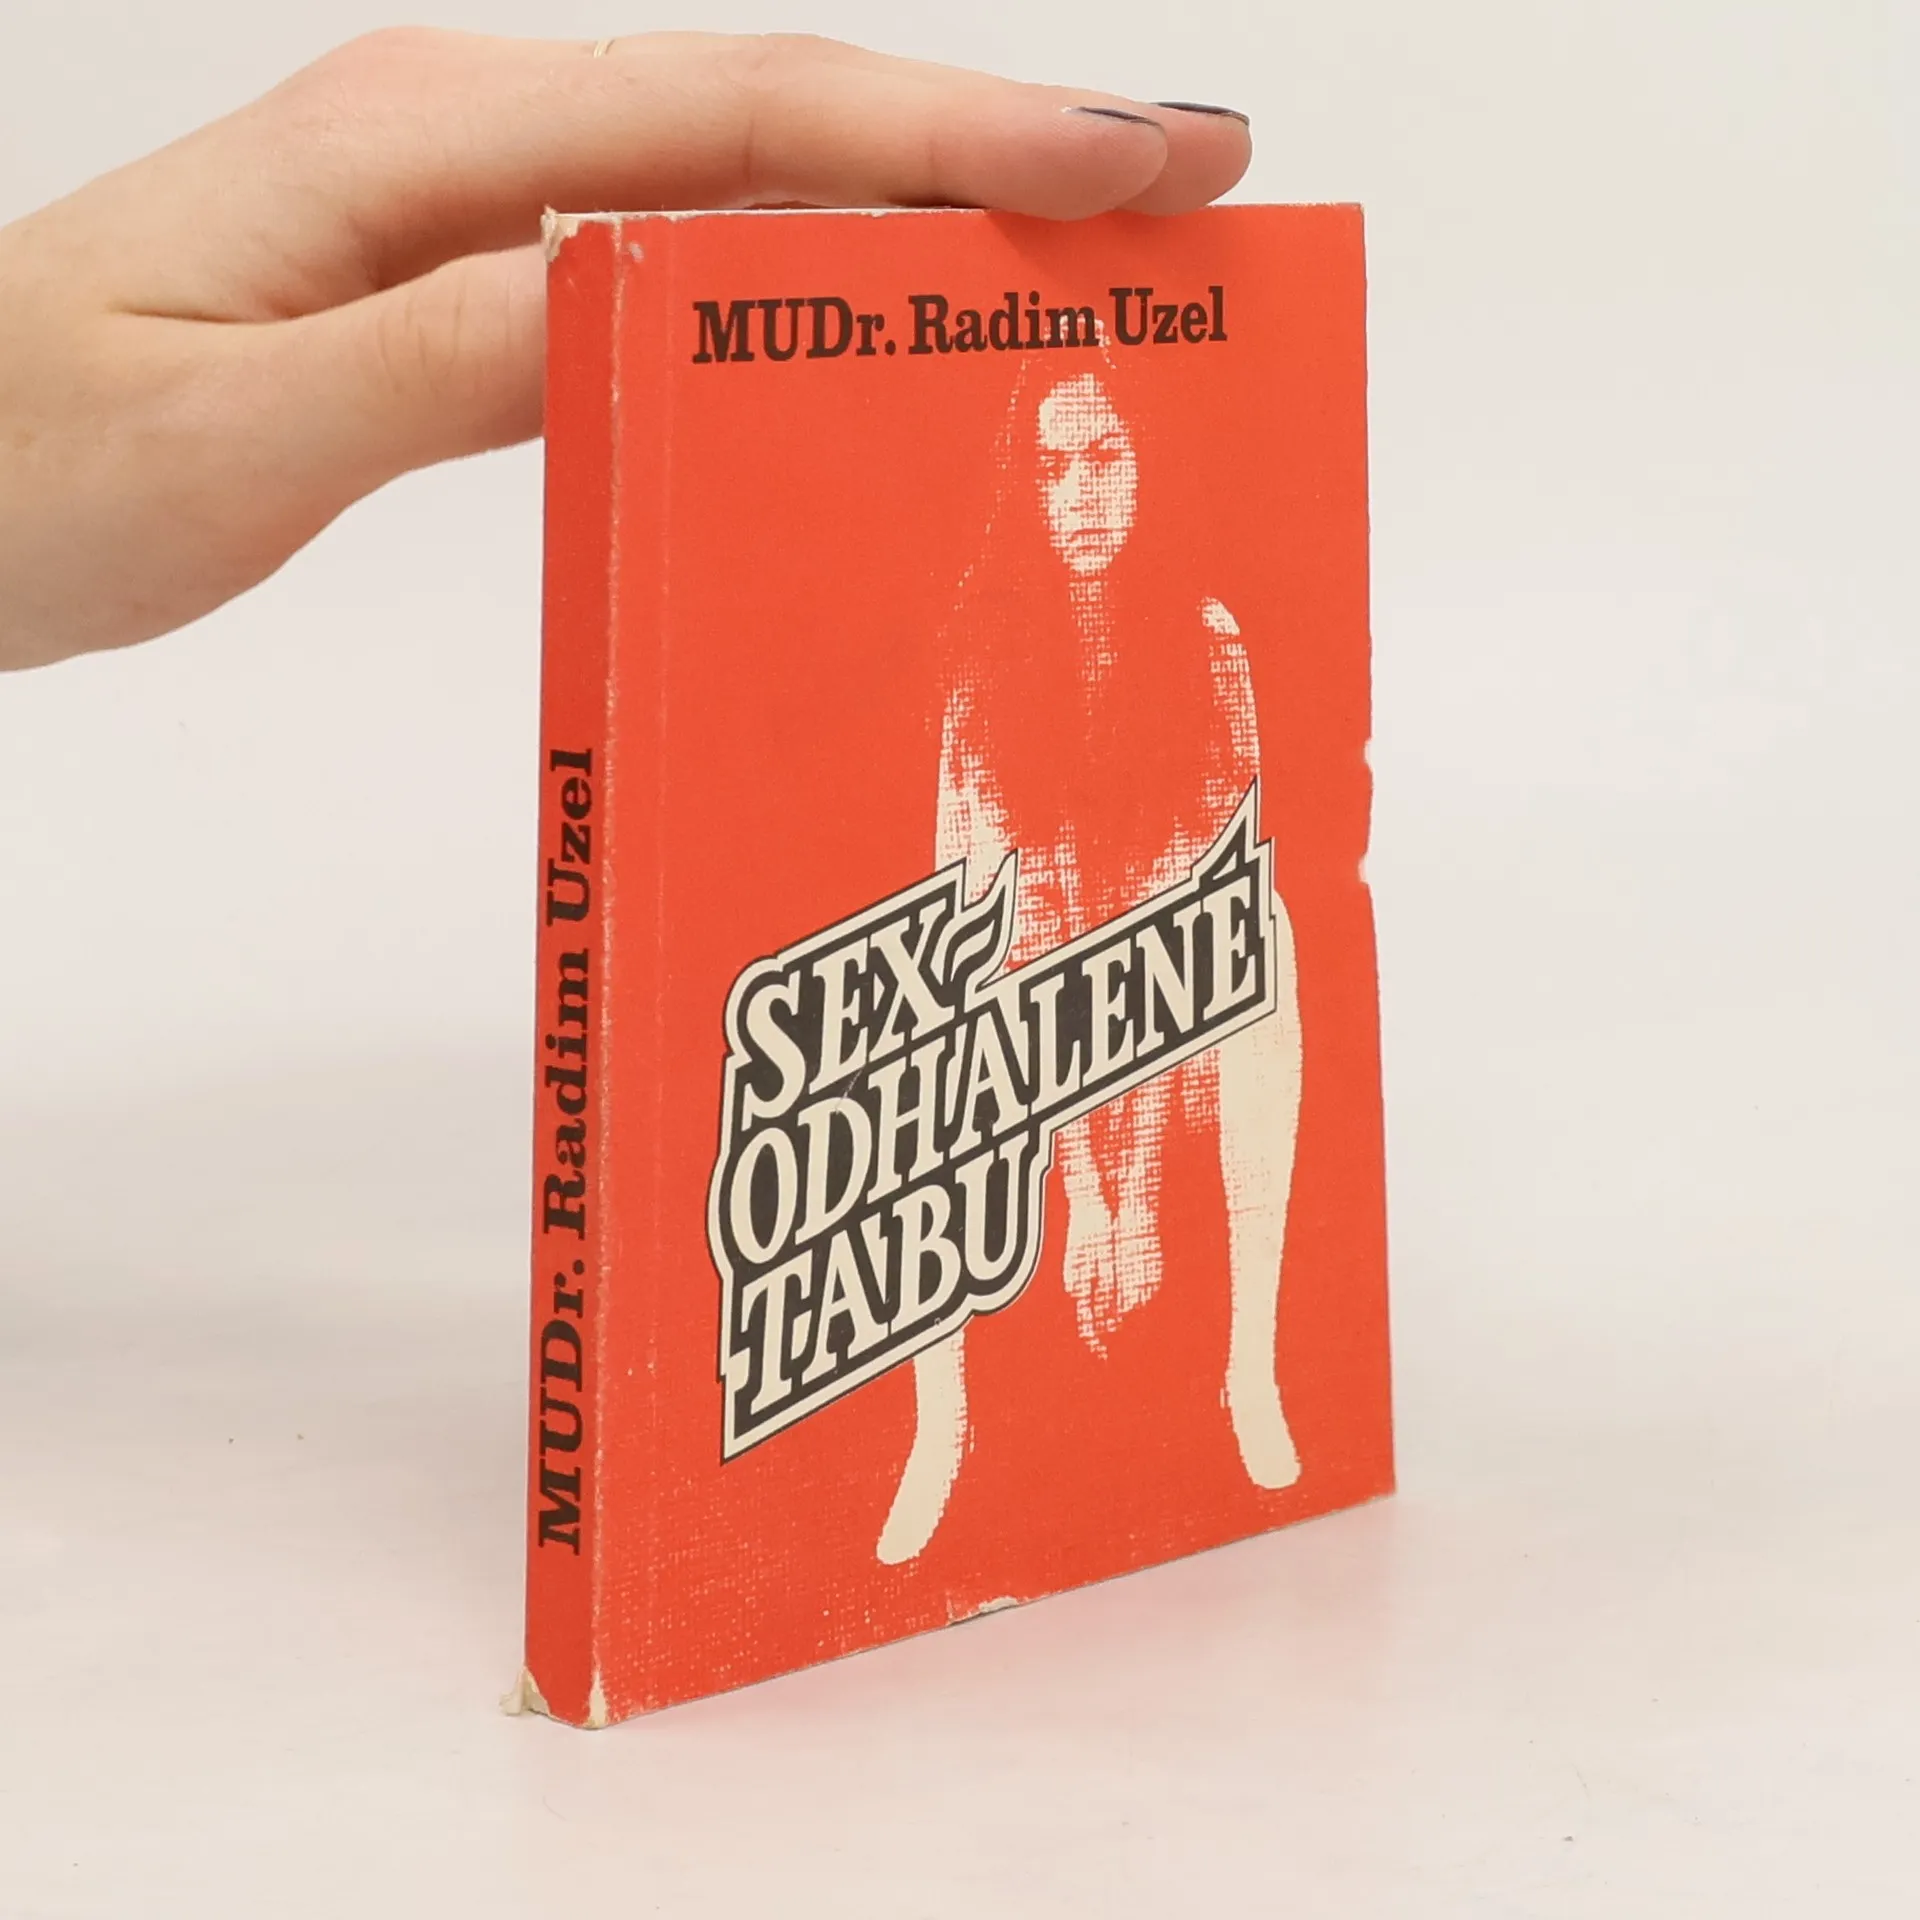 MUDr. Radim Uzel
SEX-
ODHALENÉ
TABU
MUDr. Radim Uzel